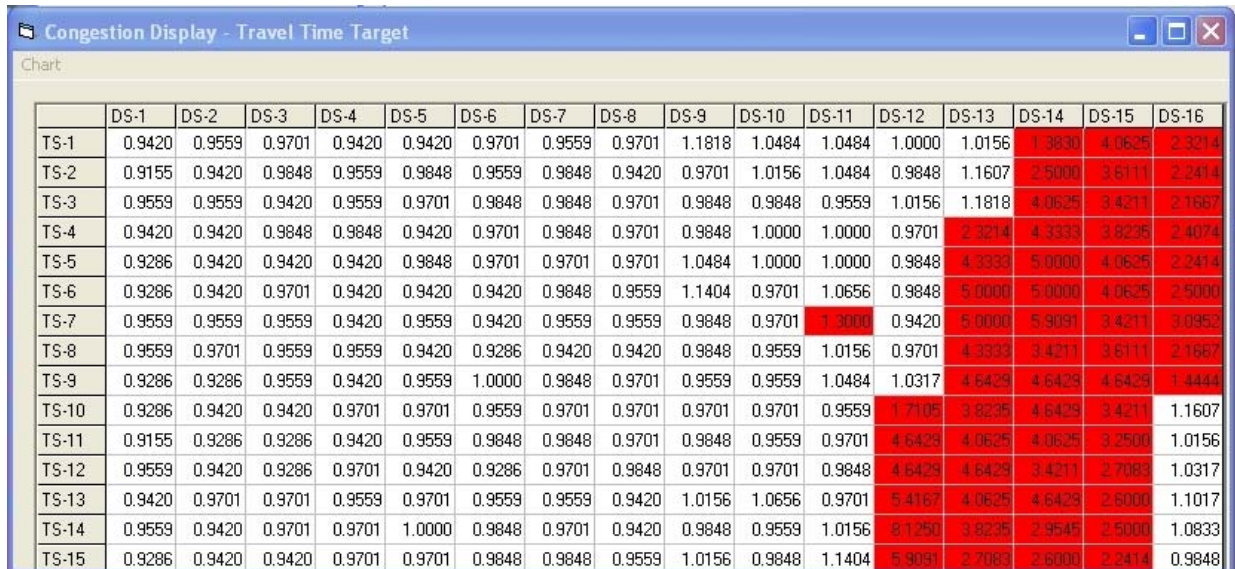 Congestion Display - Travel Time Target
Chart
DS-1 DS-2 DS-3 DS-4 DS-5 DS-6 DS-7 DS-8 DS-9 DS-10 DS-11 DS-12 DS-13 DS-14 DS-15 DS-16
TS-1 0.9420 0.9559 0.9701 0.9420 0.9420 0.9701 0.9559 0.9701 1.1818 1.0484 1.0484 1.0000 1.0156 1.3830 4.0625 2.3214
TS-2 0.9155 0.9420 0.9848 0.9559 0.9848 0.9559 0.9848 0.9420 0.9701 1.0156 1.0484 0.9848 1.1607 2.5000 3.6111 2.2414
TS-3 0.9559 0.9559 0.9420 0.9559 0.9701 0.9848 0.9848 0.9701 0.9848 0.9848 0.9559 1.0156 1.1818 4.0625 3.4211 2.1667
TS-4 0.9420 0.9420 0.9848 0.9848 0.9420 0.9701 0.9848 0.9701 0.9848 1.0000 1.0000 0.9701 2.3214 4.3333 3.8235 2.4074
TS-5 0.9286 0.9420 0.9420 0.9420 0.9848 0.9701 0.9701 0.9701 1.0484 1.0000 1.0000 0.9848 4.3333 5.0000 4.0625 2.2414
TS-6 0.9286 0.9420 0.9701 0.9420 0.9420 0.9420 0.9848 0.9559 1.1404 0.9701 1.0656 0.9848 5.0000 5.0000 4.0625 2.5000
TS-7 0.9559 0.9559 0.9559 0.9420 0.9559 0.9420 0.9559 0.9559 0.9848 0.9701 1.3000 0.9420 5.0000 5.9091 3.4211 3.0952
TS-8 0.9559 0.9701 0.9559 0.9559 0.9420 0.9286 0.9420 0.9420 0.9848 0.9559 1.0156 0.9701 4.3333 3.4211 3.6111 2.1667
TS-9 0.9286 0.9286 0.9559 0.9420 0.9559 1.0000 0.9848 0.9701 0.9559 0.9559 1.0484 1.0317 4.6429 4.6429 4.6429 1.4444
TS-10 0.9286 0.9420 0.9420 0.9701 0.9701 0.9559 0.9701 0.9701 0.9701 0.9701 0.9559 1.7105 3.8235 4.6429 3.4211 1.1607
TS-11 0.9155 0.9286 0.9286 0.9420 0.9559 0.9848 0.9848 0.9701 0.9848 0.9559 0.9701 4.6429 4.0625 4.0625 3.2500 1.0156
TS-12 0.9559 0.9420 0.9286 0.9701 0.9420 0.9286 0.9701 0.9848 0.9701 0.9701 0.9848 4.6429 4.6429 3.4211 2.7083 1.0317
TS-13 0.9420 0.9701 0.9701 0.9559 0.9701 0.9559 0.9559 0.9420 1.0156 1.0656 0.9701 5.4167 4.0625 4.6429 2.6000 1.1017
TS-14 0.9559 0.9420 0.9701 0.9701 1.0000 0.9848 0.9701 0.9420 0.9848 0.9559 1.0156 8.1250 3.8235 2.9545 2.5000 1.0833
TS-15 0.9286 0.9420 0.9420 0.9701 0.9701 0.9848 0.9848 0.9559 1.0156 0.9848 1.1404 5.9091 2.7083 2.6000 2.2414 0.9848